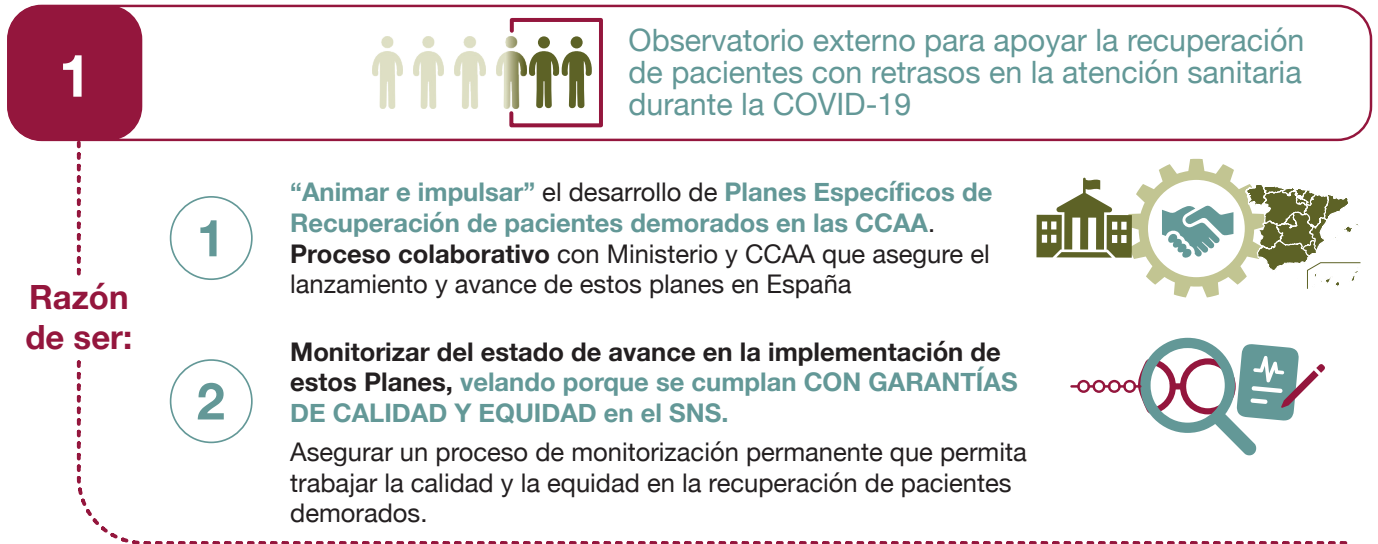 1
Observatorio externo para apoyar la recuperación
de pacientes con retrasos en la atención sanitaria
durante la COVID-19
Razón
de ser:
1
“Animar e impulsar” el desarrollo de Planes Específicos de
Recuperación de pacientes demorados en las CCAA.
Proceso colaborativo con Ministerio y CCAA que asegure el
lanzamiento y avance de estos planes en España
2
Monitorizar del estado de avance en la implementación de
estos Planes, velando porque se cumplan CON GARANTÍAS
DE CALIDAD Y EQUIDAD en el SNS.
Asegurar un proceso de monitorización permanente que permita
trabajar la calidad y la equidad en la recuperación de pacientes
demorados.